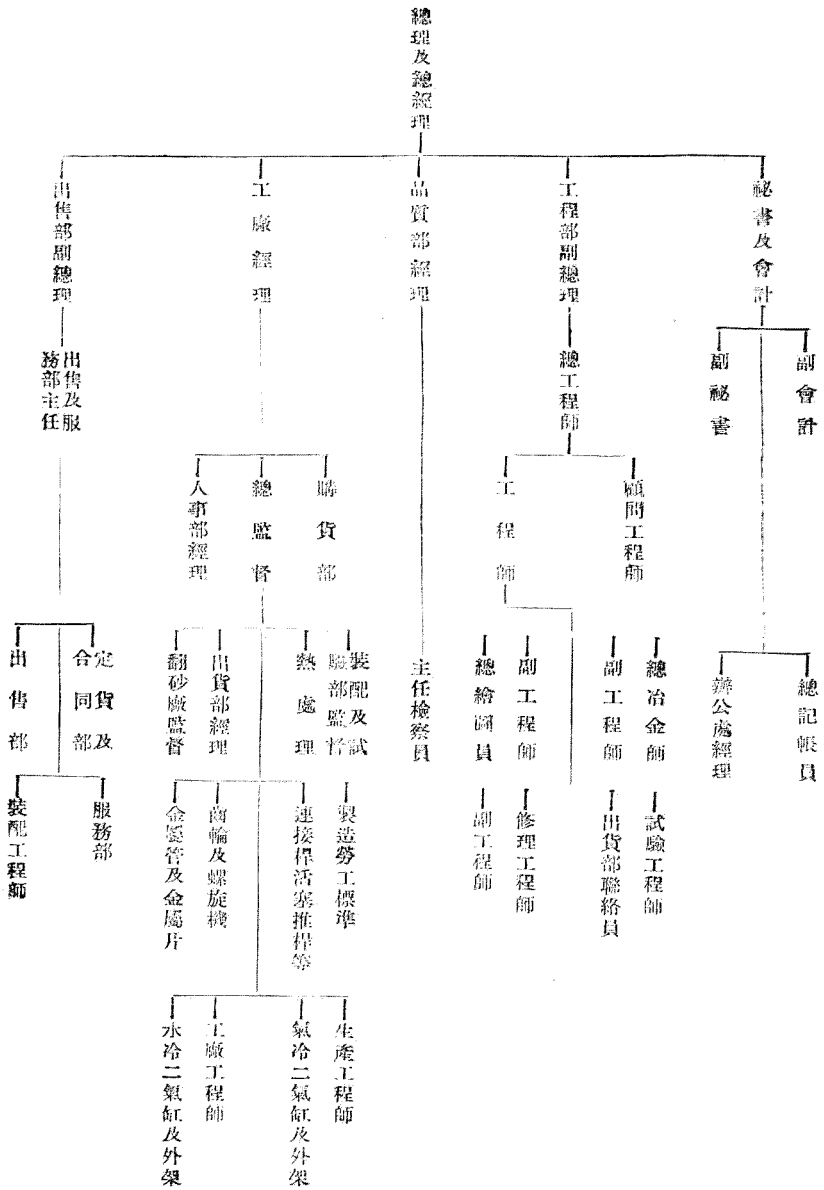 總理及總經理
祕書及會計
工程部副總理
品質部經理
工廠經理
出售部副總理
副會計
副祕書
總工程師
出售及服
務部主任
顧問工程師
工程師
購貨部
總監督
人事部經理
總記帳員
辦公處經理
總冶金師
副工程師
副工程師
總繪圖員
主任檢察員
裝配及試
驗部監督
熱處理
出貨部經理
翻砂廠監督
定貨及
合同部
出售部
試驗工程師
出貨部聯絡員
修理工程師
副工程師
製造勞工標準
連接桿活塞推桿等
齒輪及螺旋機
金屬管及金屬片
服務部
裝配工程師
生產工程師
氣冷二氣缸及外架
工廠工程師
水冷二氣缸及外架